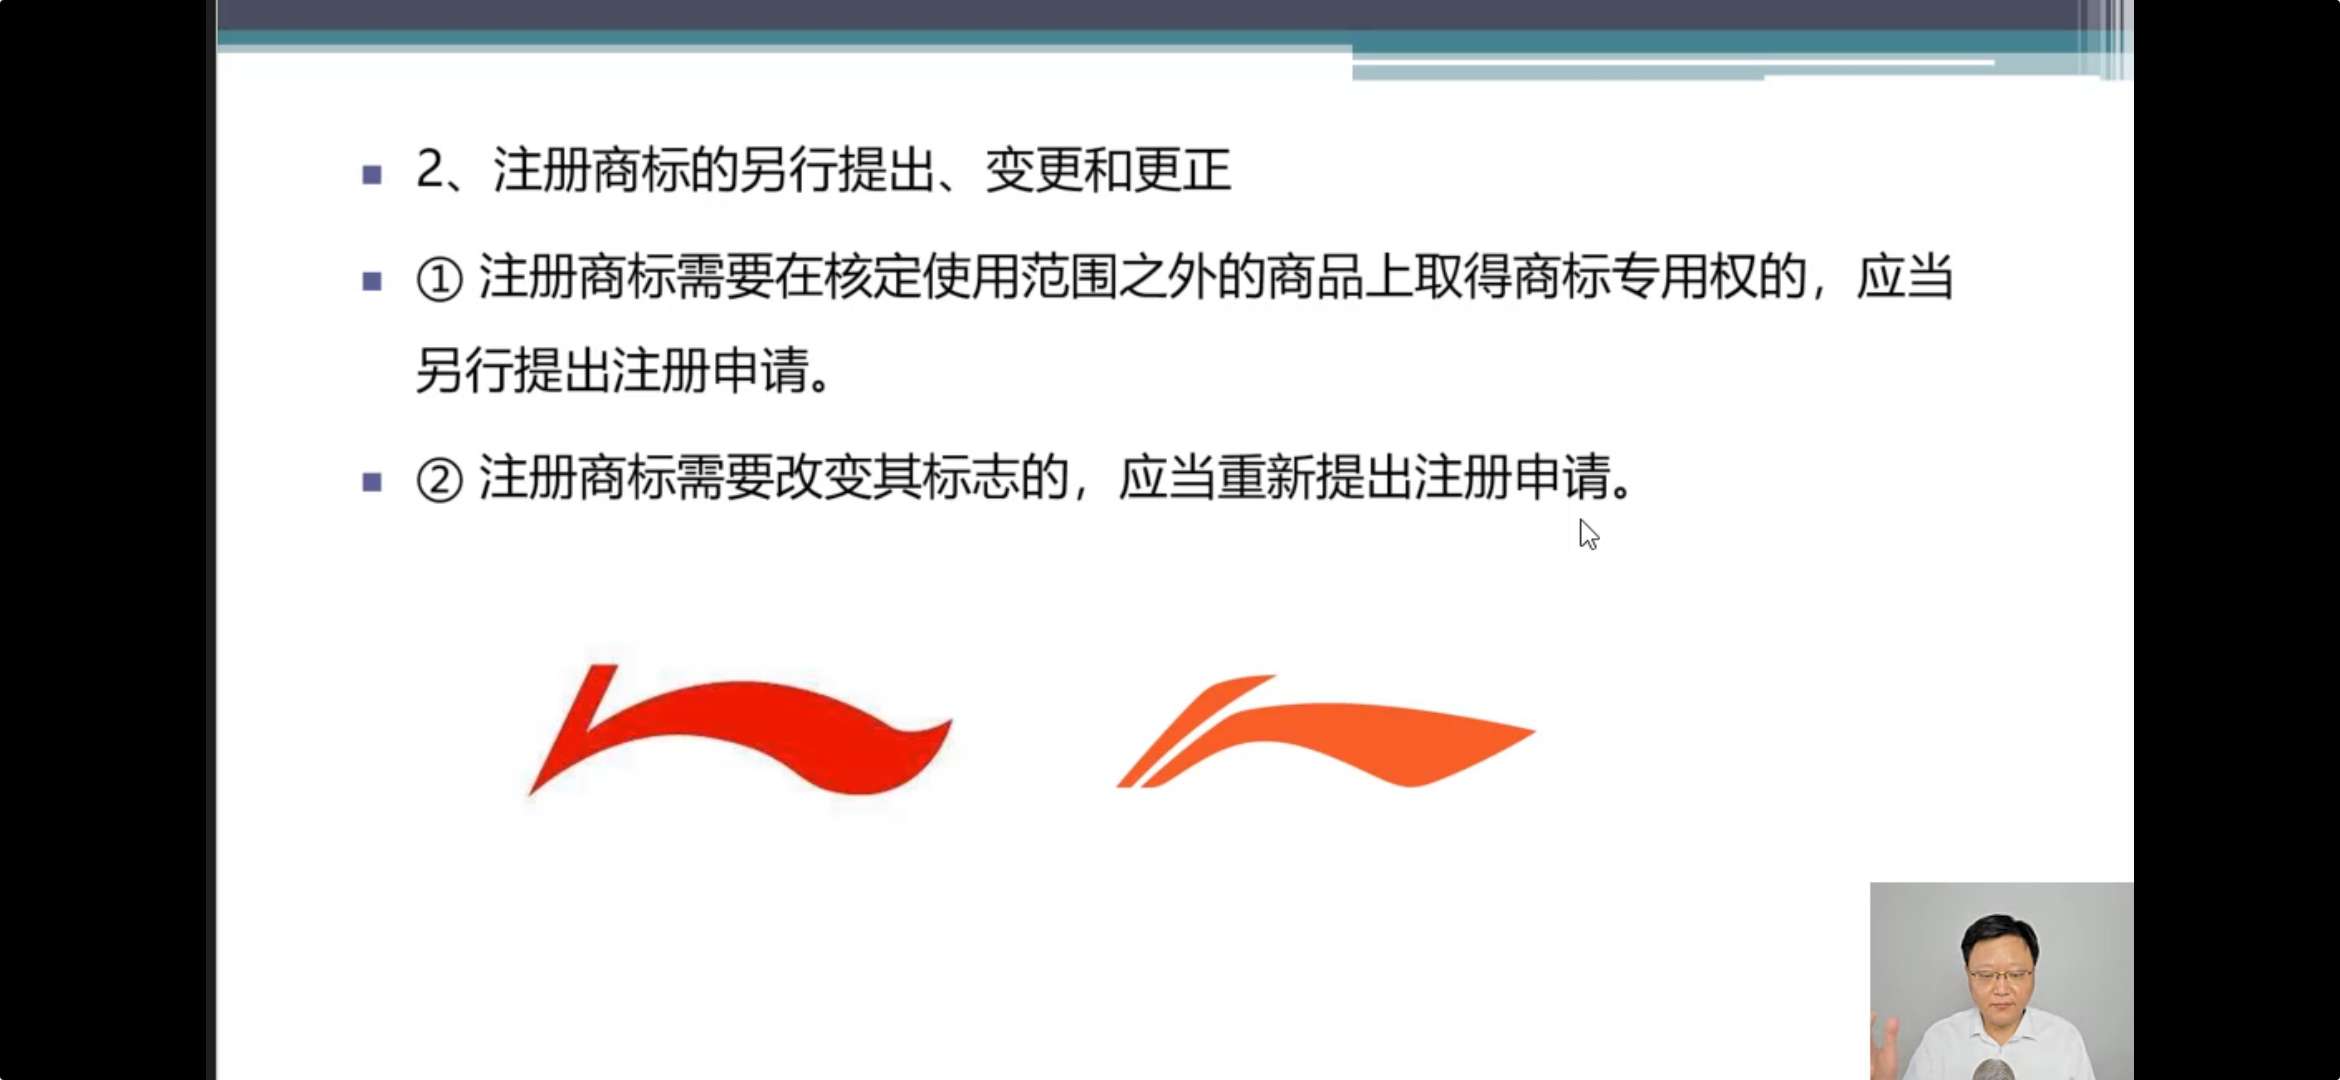 2、注册商标的另行提出、变更和更正
① 注册商标需要在核定使用范围之外的商品上取得商标专用权的，应当
另行提出注册申请。
② 注册商标需要改变其标志的，应当重新提出注册申请。